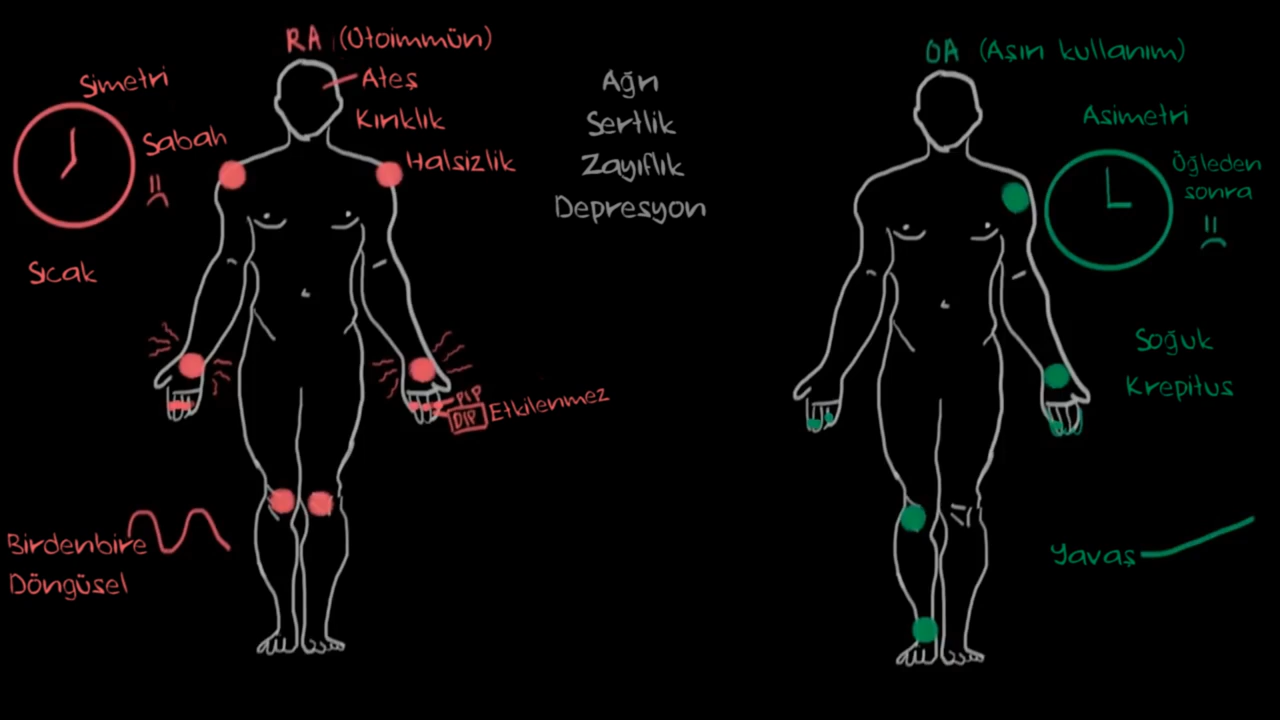 RA (Otoimmün)
Simetri
Ateş
Kırıklık
Sabah
Halsizlik
Sıcak
PIP
DIP Etkilenmez
Birdenbire
Döngüsel
Ağrı
Sertlik
Zayıflık
Depresyon
OA (Aşırı kullanım)
Asimetri
Öğleden
sonra
Soğuk
Krepitus
Yavaş